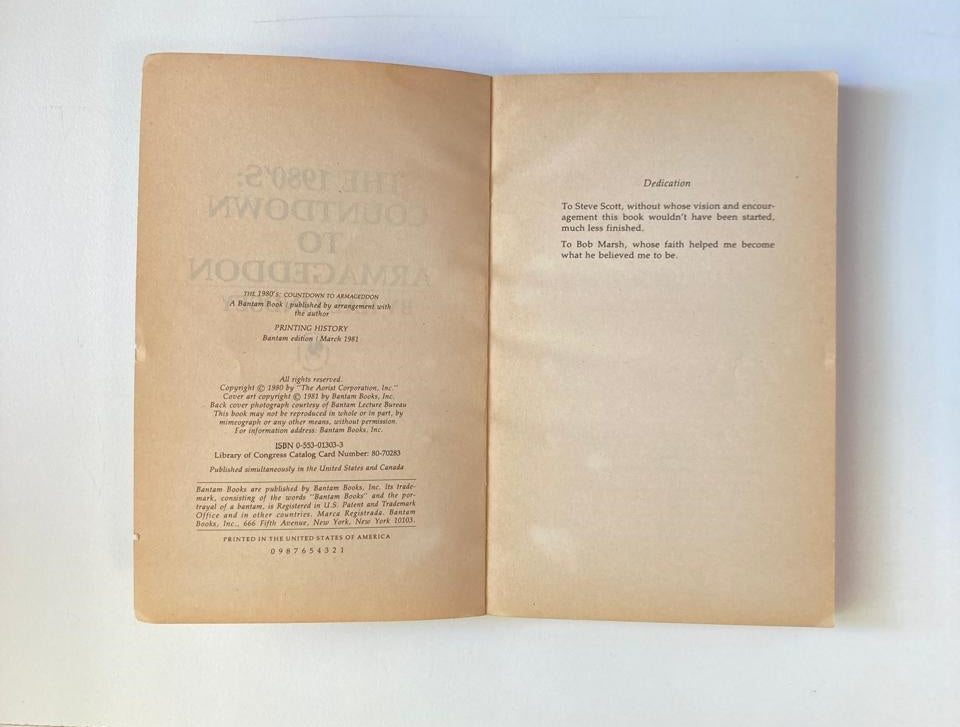 THE 1980'S:
COUNTDOWN
TO
ARMAGEDDON
THE 1980's: COUNTDOWN TO ARMAGEDDON
A Bantam Book | published by arrangement with
the author
PRINTING HISTORY
Bantam edition | March 1981
All rights reserved.
Copyright © 1980 by "The Aorist Corporation, Inc."
Cover art copyright © 1981 by Bantam Books, Inc.
Back cover photograph courtesy of Bantam Lecture Bureau
This book may not be reproduced in whole or in part, by
mimeograph or any other means, without permission.
For information address: Bantam Books, Inc.
ISBN 0-553-01303-3
Library of Congress Catalog Card Number: 80-70283
Published simultaneously in the United States and Canada
Bantam Books are published by Bantam Books, Inc. Its trade-
mark, consisting of the words "Bantam Books" and the por-
trayal of a bantam, is Registered in U.S. Patent and Trademark
Office and in other countries. Marca Registrada. Bantam
Books, Inc., 666 Fifth Avenue, New York, New York 10103.
PRINTED IN THE UNITED STATES OF AMERICA
0 9 8 7 6 5 4 3 2 1
Dedication
To Steve Scott, without whose vision and encour-
agement this book wouldn't have been started,
much less finished.
To Bob Marsh, whose faith helped me become
what he believed me to be.